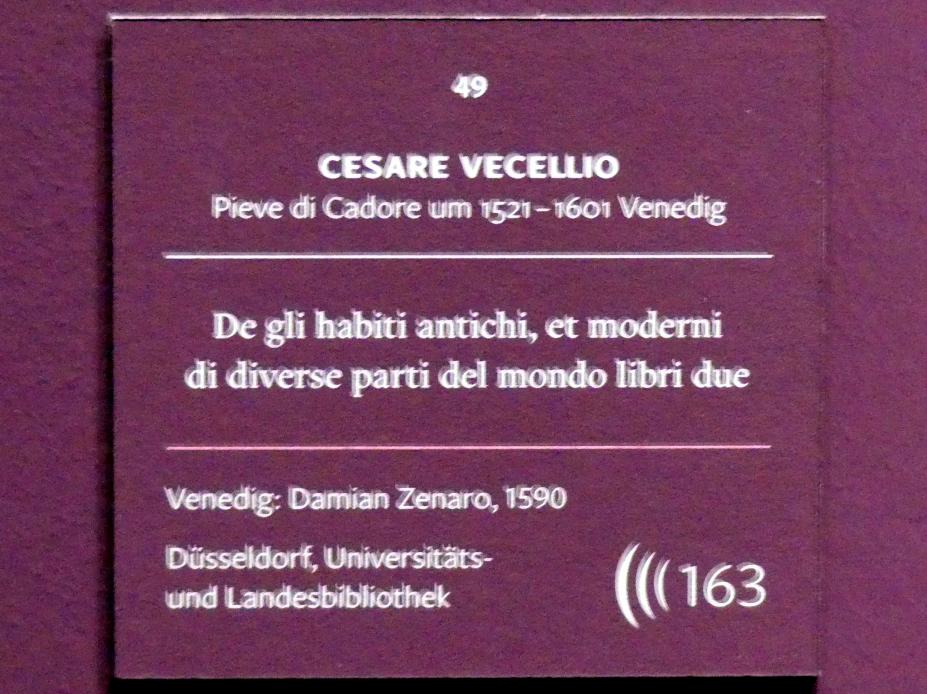 49
CESARE VECELLIO
Pieve di Cadore um 1521–1601 Venedig
De gli habiti antichi, et moderni
di diverse parti del mondo libri due
Venedig: Damian Zenaro, 1590
Düsseldorf, Universitäts-
und Landesbibliothek
163